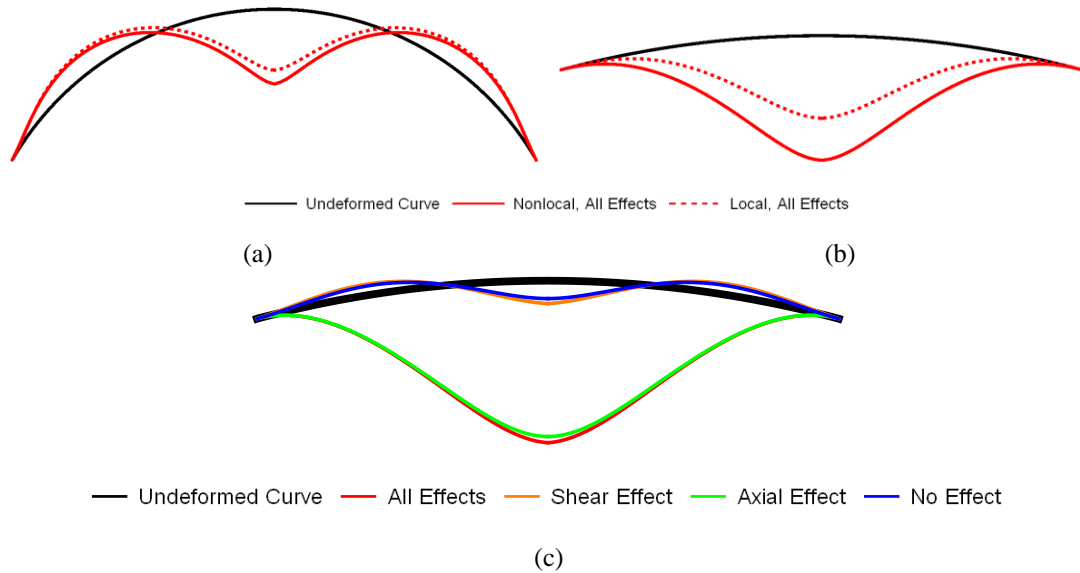 Undeformed Curve Nonlocal, All Effects Local, All Effects
(a) (b)
Undeformed Curve All Effects Shear Effect Axial Effect No Effect
(c)